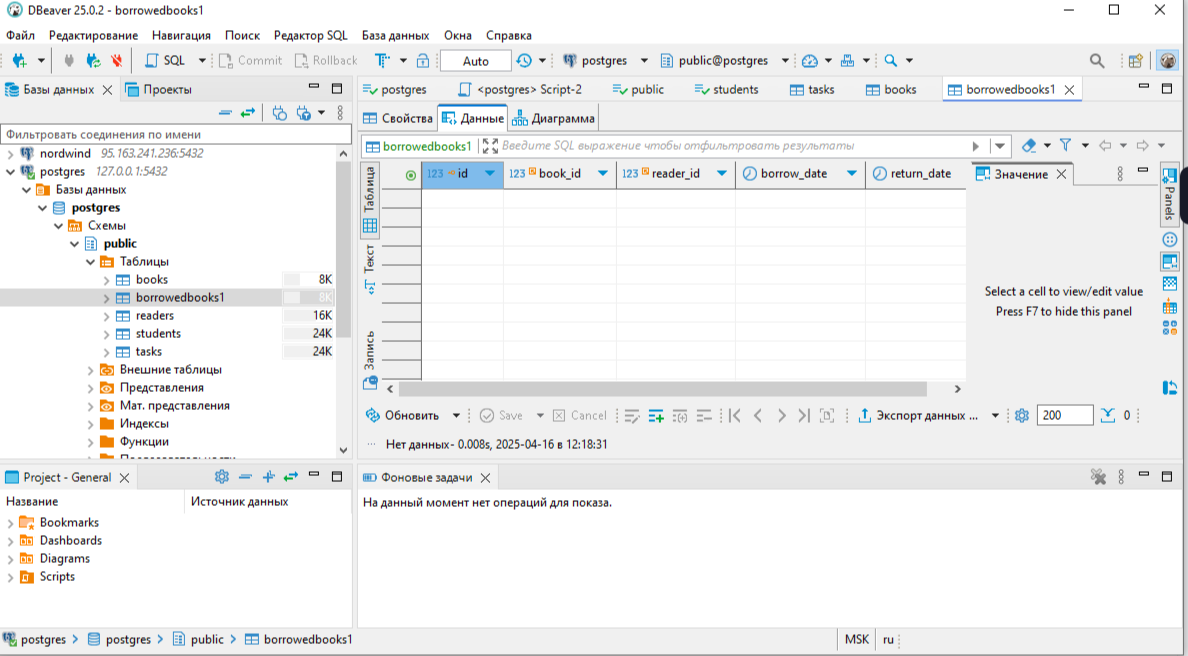 DBeaver 25.0.2 - borrowedbooks1
Файл Редактирование Навигация Поиск Редактор SQL База данных Окна Справка
SQL Commit Rollback T Auto postgres public@postgres
Базы данных Проекты
postgres <postgres> Script-2 public students tasks books borrowedbooks1
Свойства Данные Диаграмма
Фильтровать соединения по имени
borrowedbooks1 Введите SQL выражение чтобы отфильтровать результаты
nordwind 95.163.241.236:5432
postgres 127.0.0.1:5432
Базы данных
postgres
Схемы
public
Таблицы
books 8K
borrowedbooks1 8K
readers 16K
students 24K
tasks 24K
Внешние таблицы
Представления
Мат. представления
Индексы
Функции
Таблица
Текст
Запись
123 id 123 book_id 123 reader_id borrow_date return_date
Значение
Panels
Select a cell to view/edit value
Press F7 to hide this panel
Обновить Save Cancel Экспорт данных ... 200 0
Нет данных- 0.008s, 2025-04-16 в 12:18:31
Project - General
Название Источник данных
Bookmarks
Dashboards
Diagrams
Scripts
Фоновые задачи
На данный момент нет операций для показа.
postgres postgres public borrowedbooks1 MSK ru